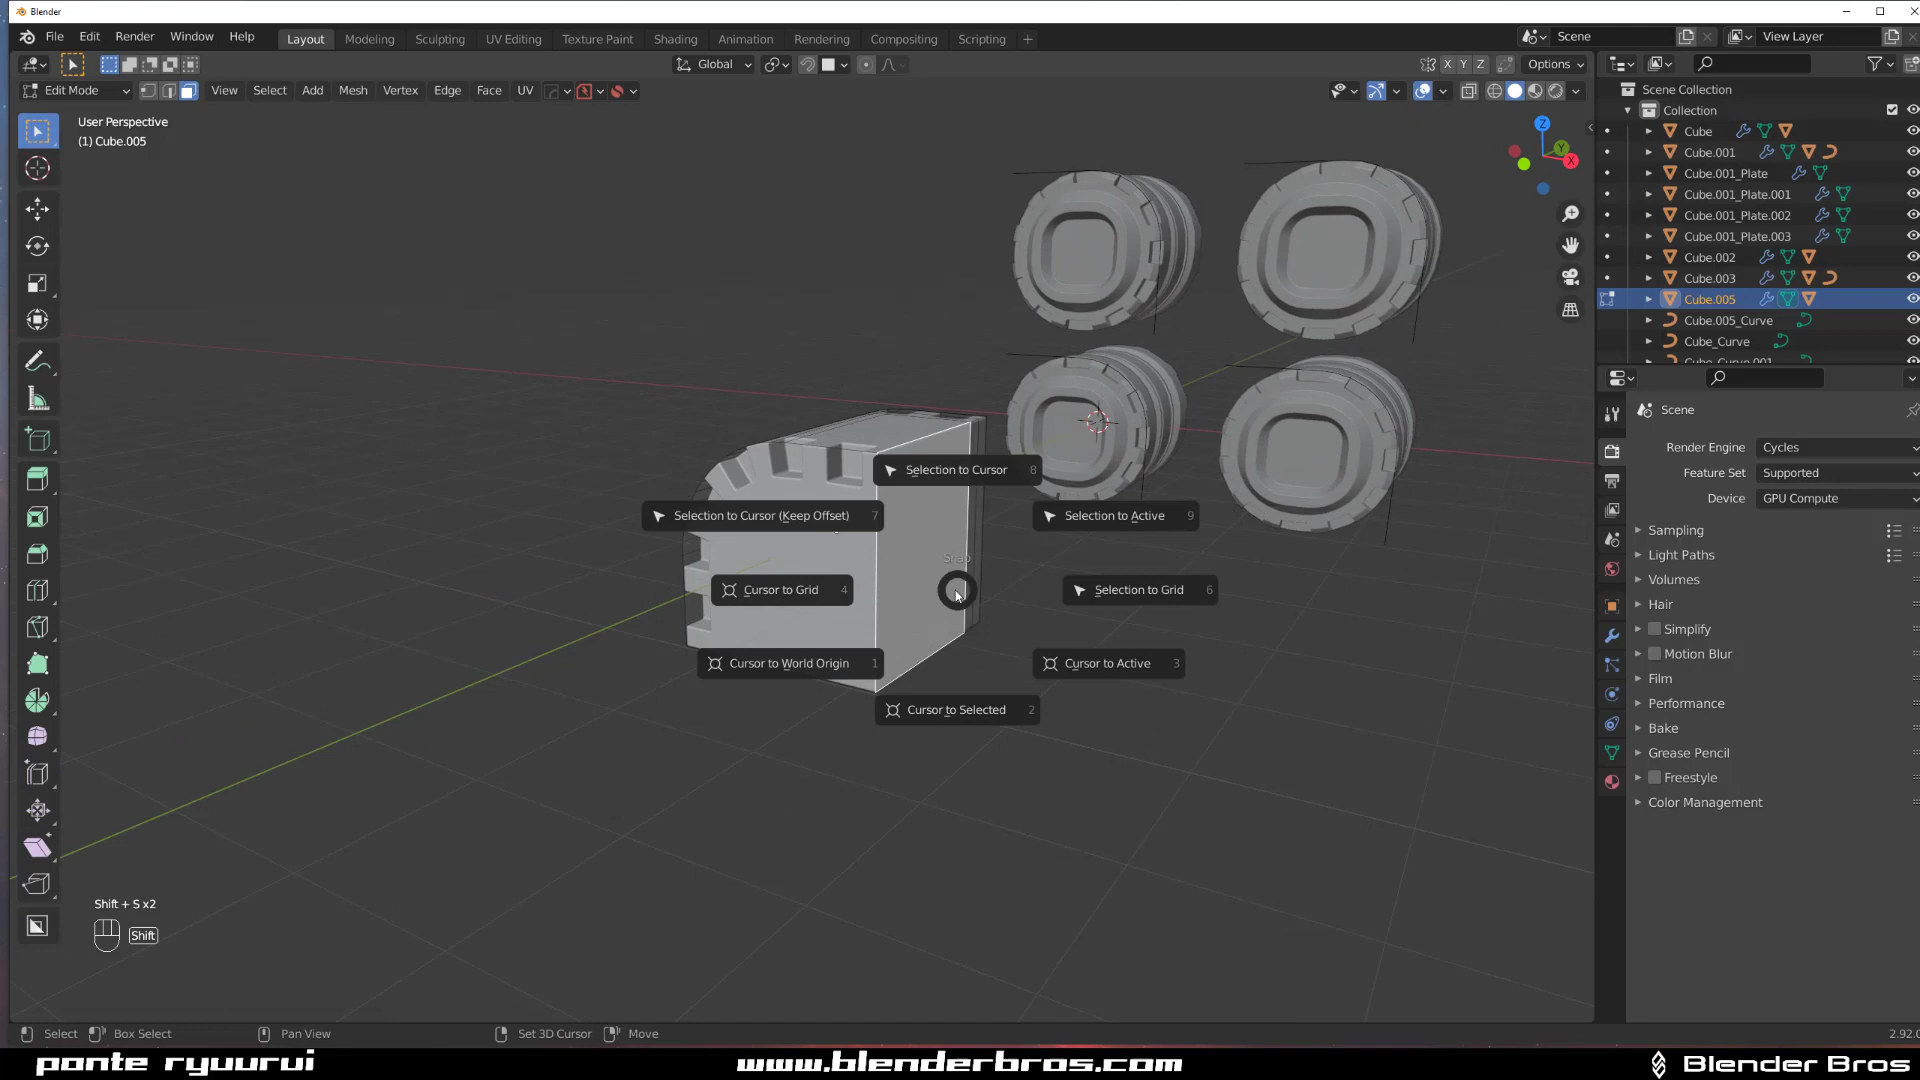 Blender
File Edit Render Window Help
Layout Modeling Sculpting UV Editing Texture Paint Shading Animation Rendering Compositing Scripting +
Scene
View Layer
Global
X Y Z
Options
Edit Mode
View Select Add Mesh Vertex Edge Face UV
User Perspective
(1) Cube.005
Z
Y
X
Scene Collection
Collection
Cube
Cube.001
Cube.001_Plate
Cube.001_Plate.001
Cube.001_Plate.002
Cube.001_Plate.003
Cube.002
Cube.003
Cube.005
Cube.005_Curve
Cube_Curve
Cube_Curve.001
Scene
Render Engine Cycles
Feature Set Supported
Device GPU Compute
Sampling
Light Paths
Volumes
Hair
Simplify
Motion Blur
Film
Performance
Bake
Grease Pencil
Freestyle
Color Management
Selection to Cursor 8
Selection to Cursor (Keep Offset) 7
Selection to Active 9
Snap
Cursor to Grid 4
Selection to Grid 6
Cursor to World Origin 1
Cursor to Active 3
Cursor to Selected 2
Shift + S x2
Shift
Select Box Select Pan View Set 3D Cursor Move
2.92.0
ponte ryuurui
www.blenderbros.com
Blender Bros